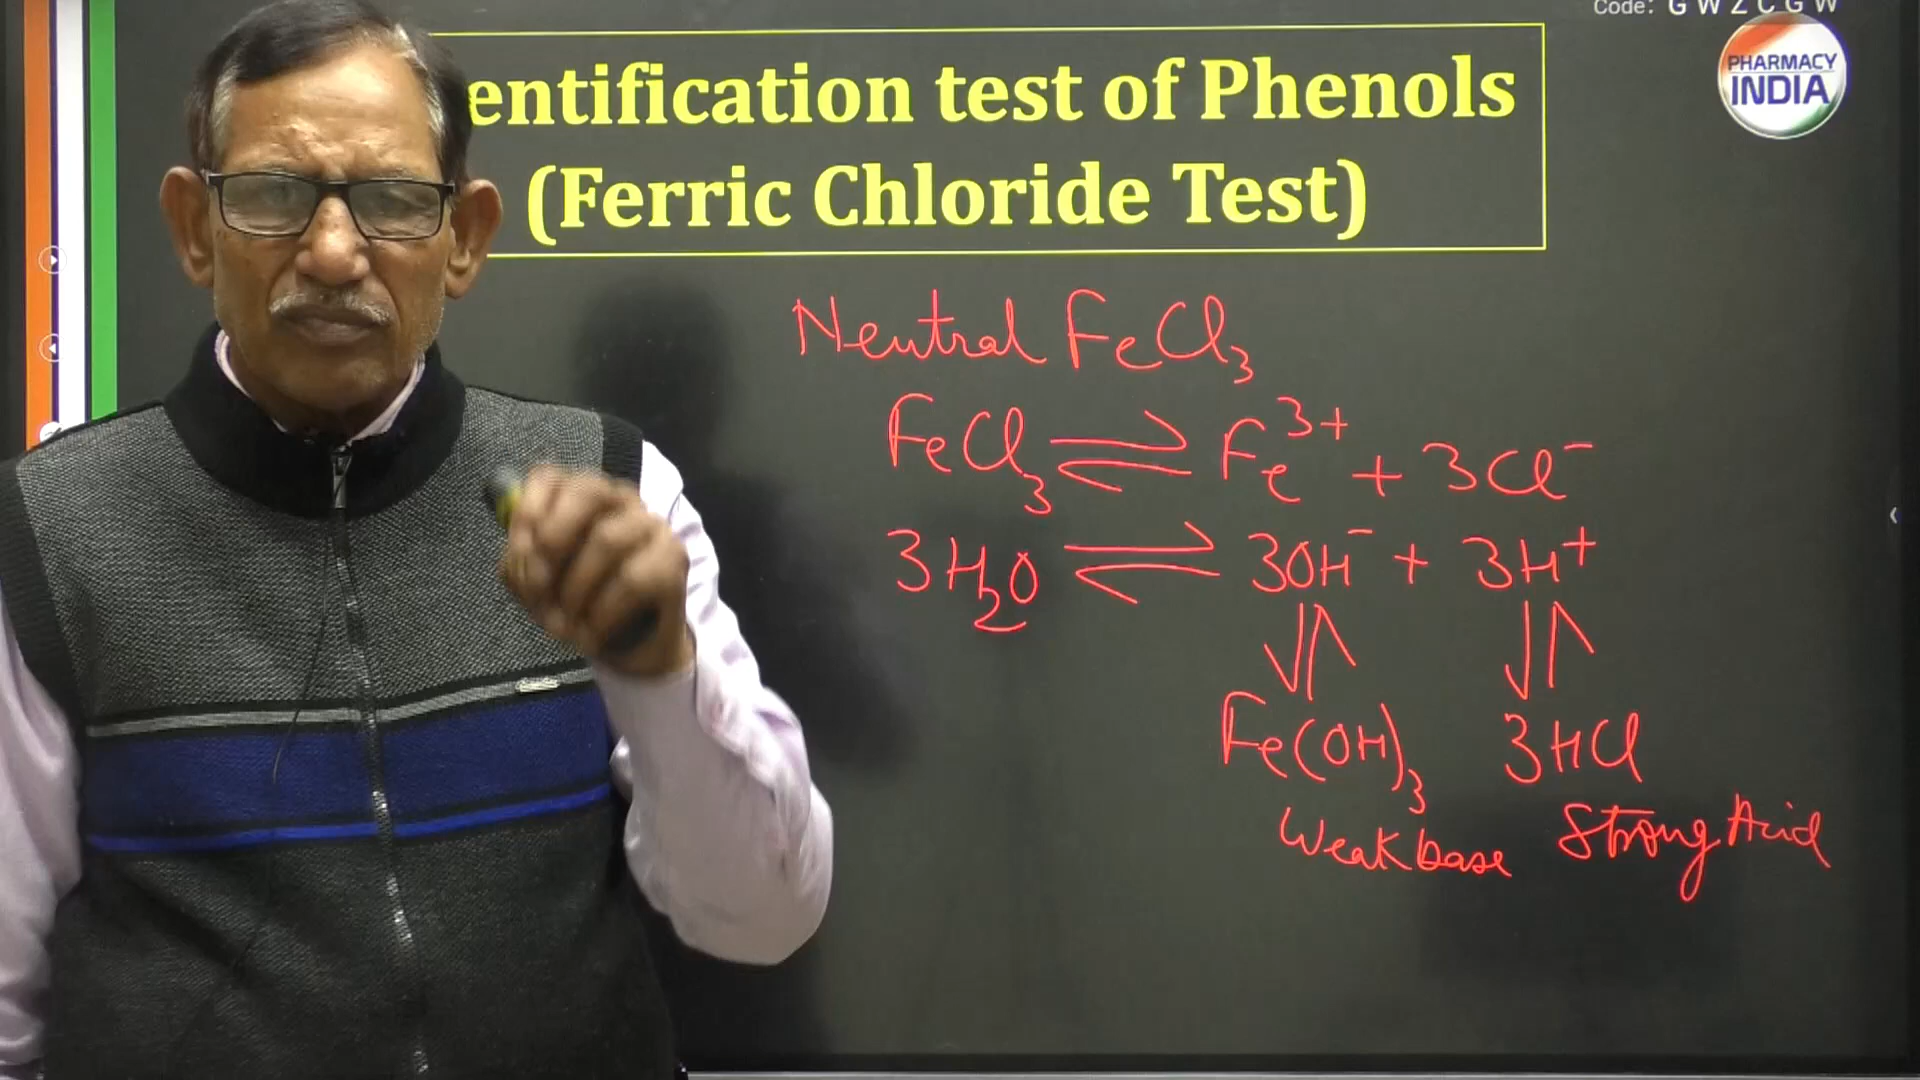 Code: G W Z C G W
PHARMACY
INDIA
entification test of Phenols
(Ferric Chloride Test)
Neutral FeCl₃
FeCl₃ ⇌ Fe³⁺ + 3Cl⁻
3H₂O ⇌ 3OH⁻ + 3H⁺
Fe(OH)₃ 3HCl
Weak base Strong Acid